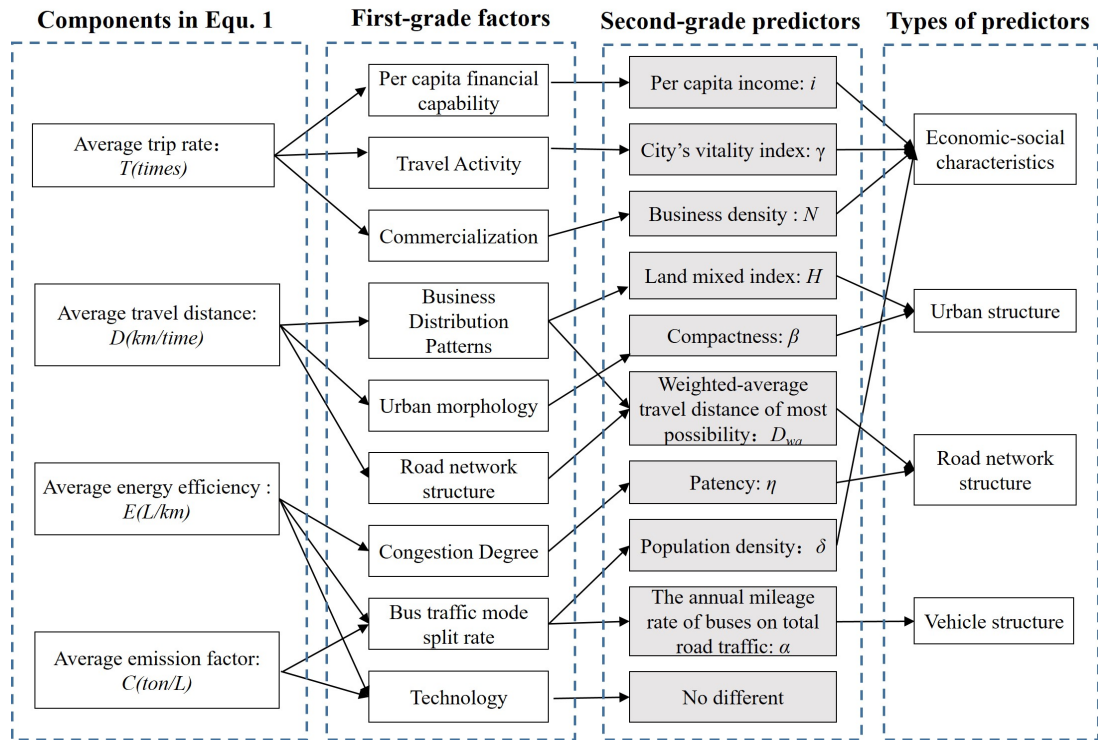 Components in Equ. 1
First-grade factors
Second-grade predictors
Types of predictors
Average trip rate：
T(times)
Average travel distance:
D(km/time)
Average energy efficiency :
E(L/km)
Average emission factor:
C(ton/L)
Per capita financial
capability
Travel Activity
Commercialization
Business
Distribution
Patterns
Urban morphology
Road network
structure
Congestion Degree
Bus traffic mode
split rate
Technology
Per capita income: i
City’s vitality index: γ
Business density : N
Land mixed index: H
Compactness: β
Weighted-average
travel distance of most
possibility：D_wa
Patency: η
Population density：δ
The annual mileage
rate of buses on total
road traffic: α
No different
Economic-social
characteristics
Urban structure
Road network
structure
Vehicle structure